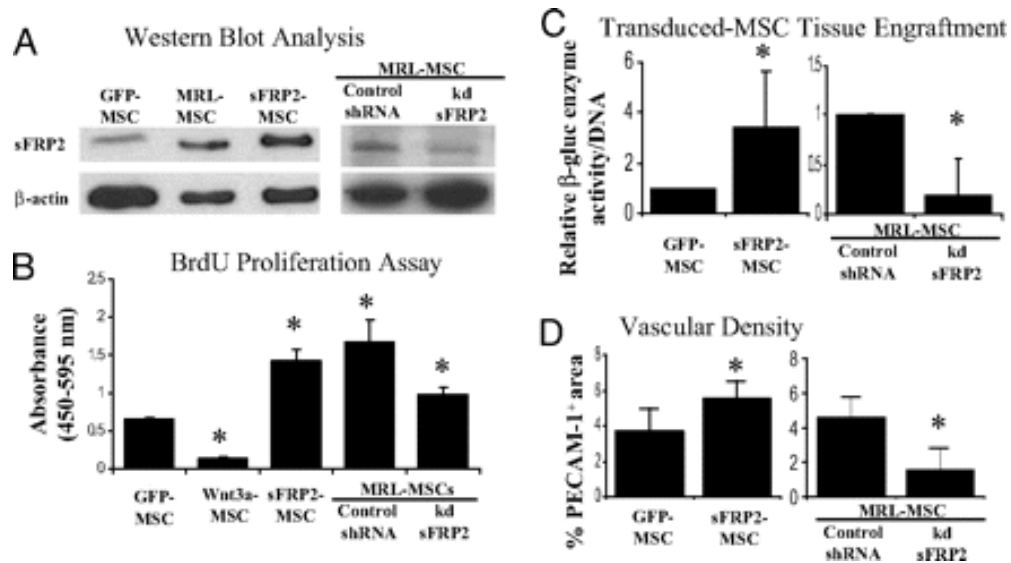 A
Western Blot Analysis
GFP-
MSC
MRL-
MSC
sFRP2-
MSC
MRL-MSC
Control
shRNA
kd
sFRP2
sFRP2
β-actin
B
BrdU Proliferation Assay
Absorbance
(450-595 nm)
2.5
2
1.5
1
0.5
0
*
*
*
*
GFP-
MSC
Wnt3a-
MSC
sFRP2-
MSC
MRL-MSCs
Control
shRNA
kd
sFRP2
C
Transduced-MSC Tissue Engraftment
Relative β-gluc enzyme
activity/DNA
6
4
2
0
*
GFP-
MSC
sFRP2-
MSC
1.5
1
0.5
0
*
MRL-MSC
Control
shRNA
kd
sFRP2
D
Vascular Density
% PECAM-1⁺ area
8
6
4
2
0
*
GFP-
MSC
sFRP2-
MSC
8
6
4
2
0
*
MRL-MSC
Control
shRNA
kd
sFRP2